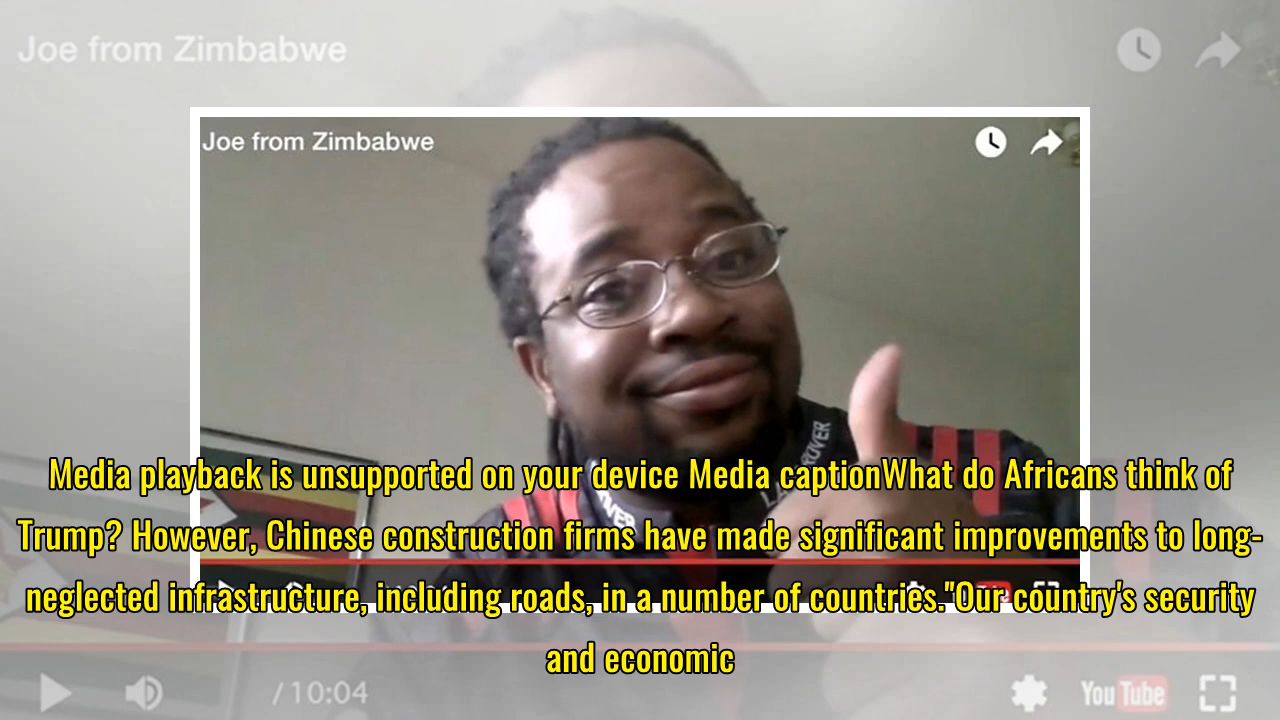 Joe from Zimbabwe
Joe from Zimbabwe
LAND ROVER
Media playback is unsupported on your device Media captionWhat do Africans think of
Trump? However, Chinese construction firms have made significant improvements to long-
neglected infrastructure, including roads, in a number of countries."Our country's security
and economic
/ 10:04
YouTube